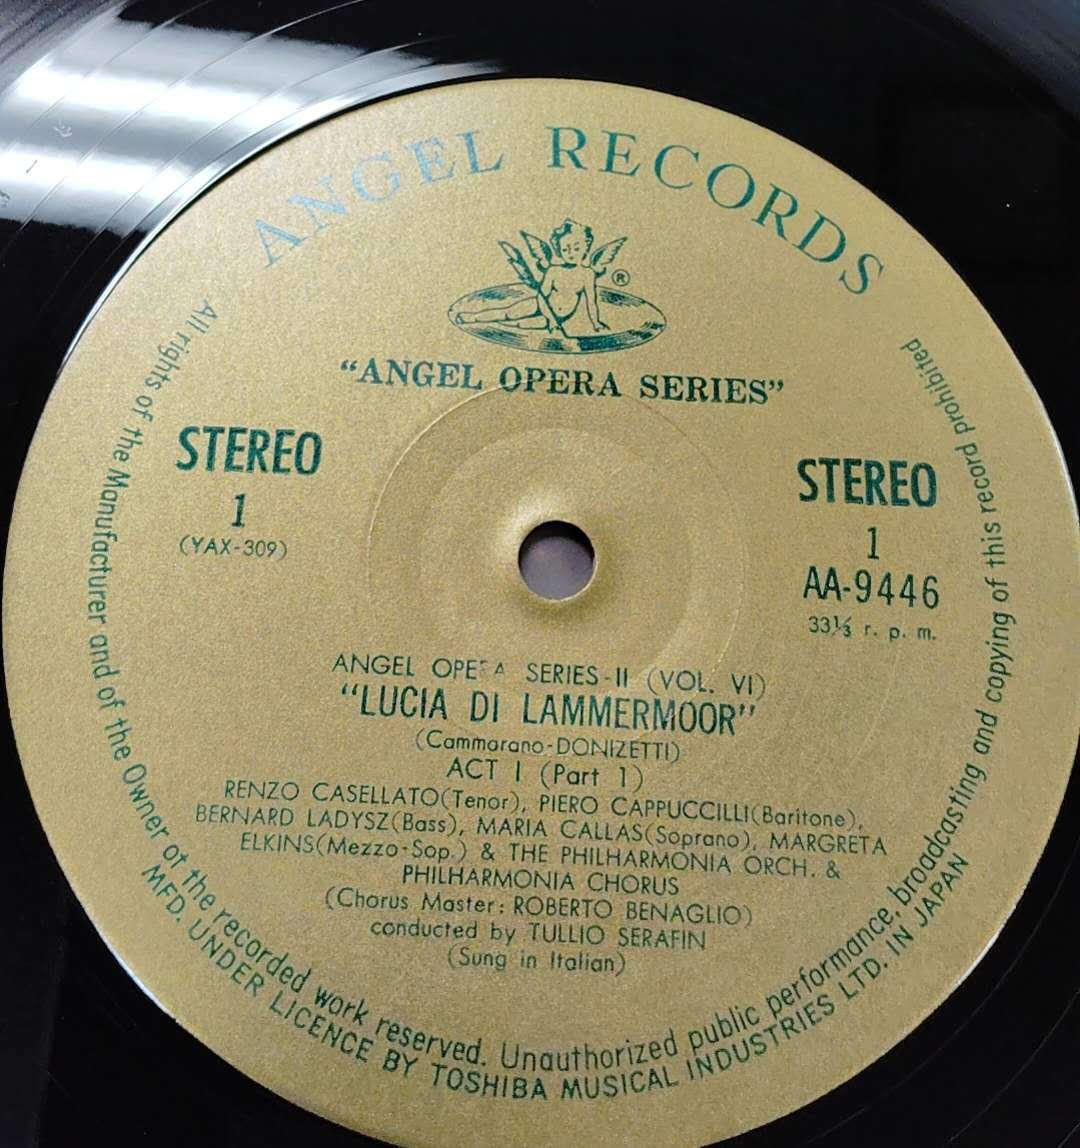 ANGEL RECORDS
®
“ANGEL OPERA SERIES”
STEREO
1
(YAX-309)
STEREO
1
AA-9446
33⅓ r. p. m.
ANGEL OPERA SERIES-II (VOL. VI)
“LUCIA DI LAMMERMOOR”
(Cammarano-DONIZETTI)
ACT I (Part 1)
RENZO CASELLATO(Tenor), PIERO CAPPUCCILLI(Baritone),
BERNARD LADYSZ(Bass), MARIA CALLAS(Soprano), MARGRETA
ELKINS(Mezzo-Sop.) & THE PHILHARMONIA ORCH. &
PHILHARMONIA CHORUS
(Chorus Master: ROBERTO BENAGLIO)
conducted by TULLIO SERAFIN
(Sung in Italian)
All rights of the Manufacturer and of the Owner of the recorded work reserved. Unauthorized public performance, broadcasting and copying of this record prohibited
MFD. UNDER LICENCE BY TOSHIBA MUSICAL INDUSTRIES LTD. IN JAPAN